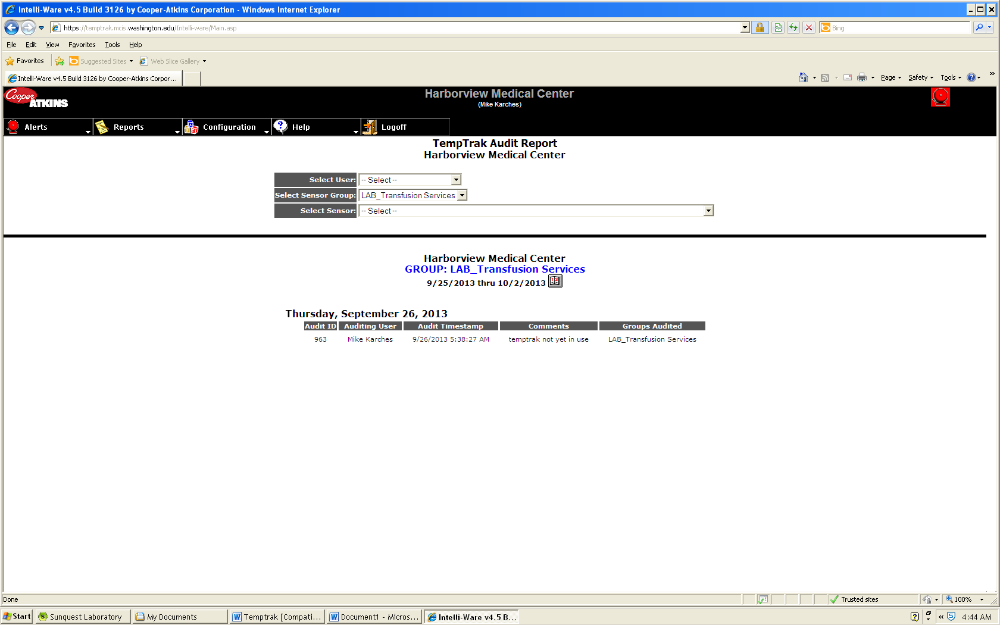 Intelli-Ware v4.5 Build 3126 by Cooper-Atkins Corporation - Windows Internet Explorer
https://temptrak.mcis.washington.edu/Intelli-ware/Main.asp
Bing
File Edit View Favorites Tools Help
Favorites Suggested Sites Web Slice Gallery
Intelli-Ware v4.5 Build 3126 by Cooper-Atkins Corpor...
Page Safety Tools
Cooper
ATKINS
Harborview Medical Center
(Mike Karches)
Alerts Reports Configuration Help Logoff
TempTrak Audit Report
Harborview Medical Center
Select User: -- Select --
Select Sensor Group: LAB_Transfusion Services
Select Sensor: -- Select --
Harborview Medical Center
GROUP: LAB_Transfusion Services
9/25/2013 thru 10/2/2013
Thursday, September 26, 2013
Audit ID Auditing User Audit Timestamp Comments Groups Audited
963 Mike Karches 9/26/2013 5:38:27 AM temptrak not yet in use LAB_Transfusion Services
Done
Trusted sites
100%
Start Sunquest Laboratory My Documents Temptrak [Compati... Document1 - Micros... Intelli-Ware v4.5 B...
4:44 AM